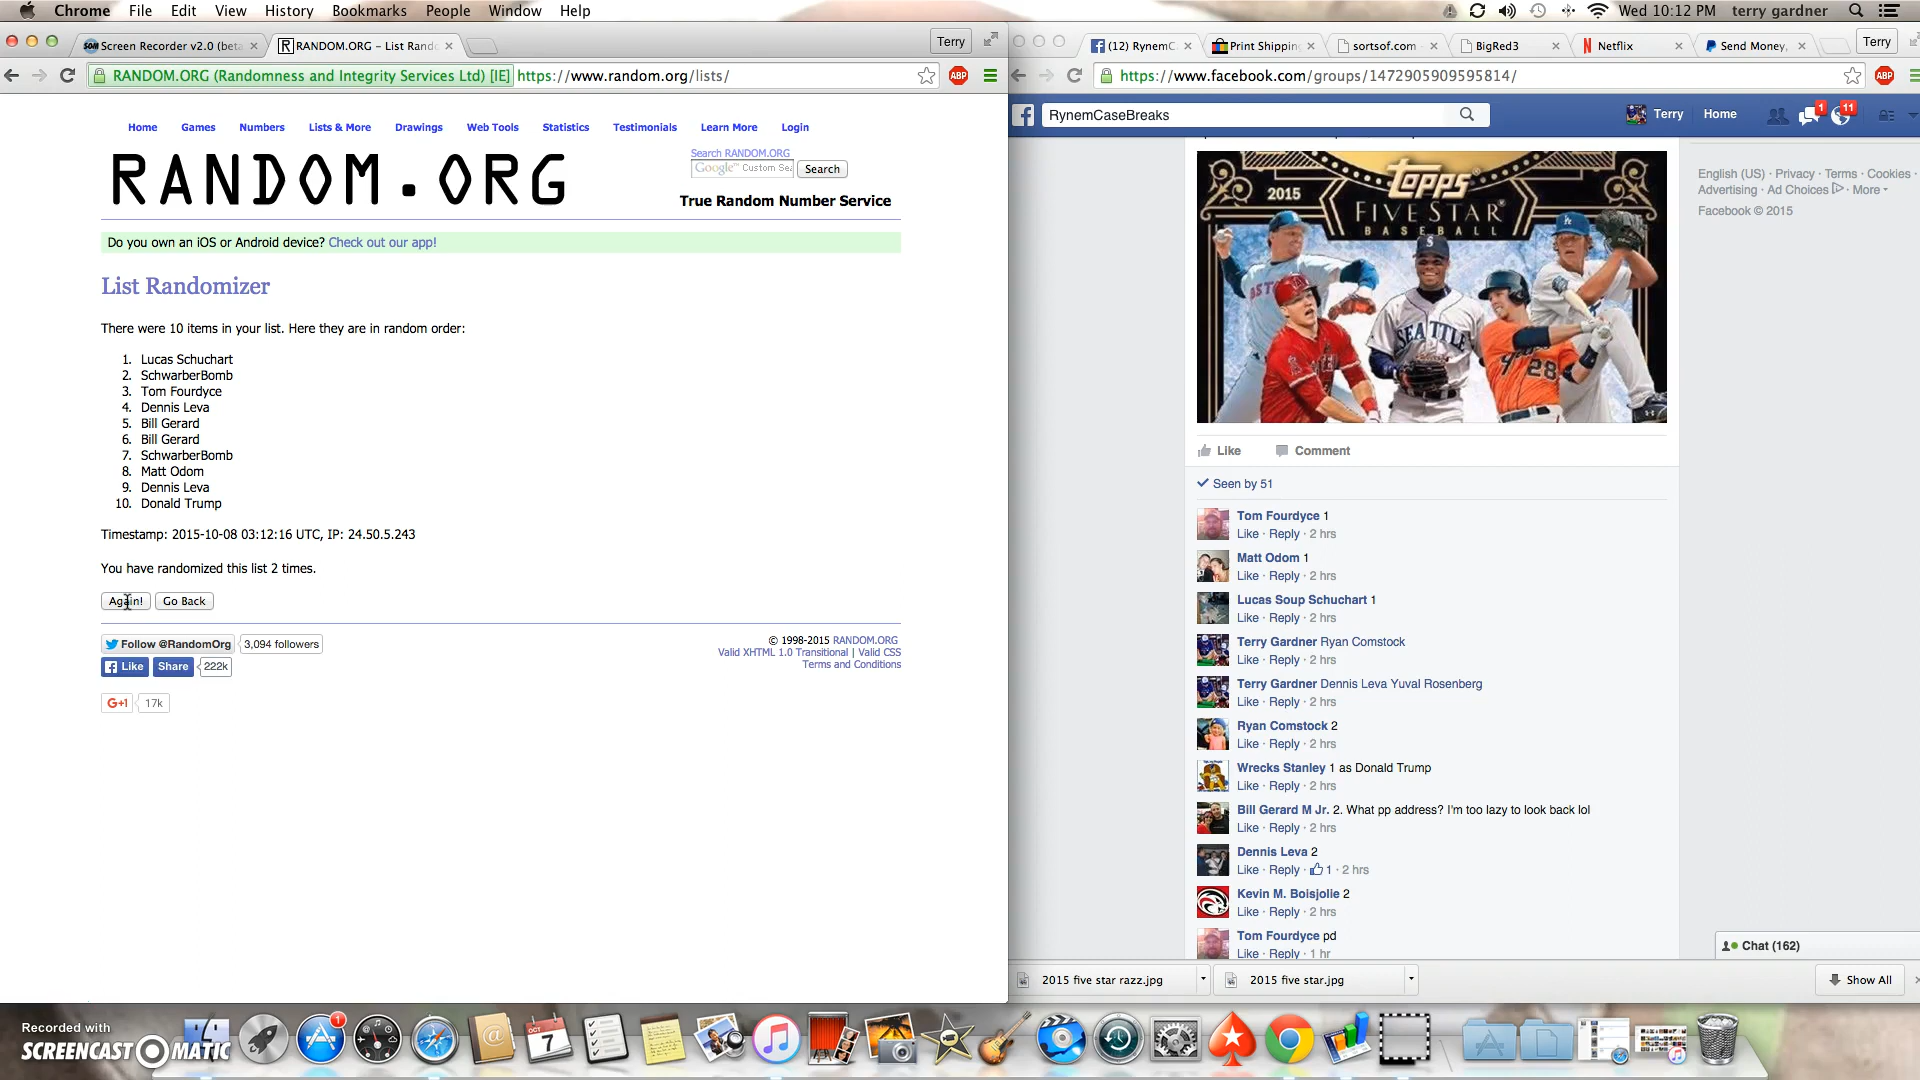 Chrome File Edit View History Bookmarks People Window Help
Wed 10:12 PM terry gardner
Screen Recorder v2.0 (beta
RANDOM.ORG - List Rand
Terry
RANDOM.ORG (Randomness and Integrity Services Ltd) [IE] https://www.random.org/lists/
ABP
Home Games Numbers Lists & More Drawings Web Tools Statistics Testimonials Learn More Login
RANDOM.ORG
Search RANDOM.ORG
Google™ Custom Sea
Search
True Random Number Service
Do you own an iOS or Android device? Check out our app!
List Randomizer
There were 10 items in your list. Here they are in random order:
1. Lucas Schuchart
2. SchwarberBomb
3. Tom Fourdyce
4. Dennis Leva
5. Bill Gerard
6. Bill Gerard
7. SchwarberBomb
8. Matt Odom
9. Dennis Leva
10. Donald Trump
Timestamp: 2015-10-08 03:12:16 UTC, IP: 24.50.5.243
You have randomized this list 2 times.
Again! Go Back
Follow @RandomOrg 3,094 followers
Like Share 222k
G+1 17k
© 1998-2015 RANDOM.ORG
Valid XHTML 1.0 Transitional | Valid CSS
Terms and Conditions
(12) RynemC
Print Shipping
sortsof.com
BigRed3
Netflix
Send Money,
Terry
https://www.facebook.com/groups/1472905909595814/
ABP
RynemCaseBreaks
Terry Home
1 11
2015 Topps
FIVE STAR
BASEBALL
SEATTLE
28
Like Comment
Seen by 51
Tom Fourdyce 1
Like · Reply · 2 hrs
Matt Odom 1
Like · Reply · 2 hrs
Lucas Soup Schuchart 1
Like · Reply · 2 hrs
Terry Gardner Ryan Comstock
Like · Reply · 2 hrs
Terry Gardner Dennis Leva Yuval Rosenberg
Like · Reply · 2 hrs
Ryan Comstock 2
Like · Reply · 2 hrs
Wrecks Stanley 1 as Donald Trump
Like · Reply · 2 hrs
Bill Gerard M Jr. 2. What pp address? I'm too lazy to look back lol
Like · Reply · 2 hrs
Dennis Leva 2
Like · Reply · 1 · 2 hrs
Kevin M. Boisjolie 2
Like · Reply · 2 hrs
Tom Fourdyce pd
Like · Reply · 1 hr
English (US) · Privacy · Terms · Cookies ·
Advertising · Ad Choices · More
Facebook © 2015
Chat (162)
2015 five star razz.jpg
2015 five star.jpg
Show All
Recorded with
SCREENCAST MATIC
1
OCT
7